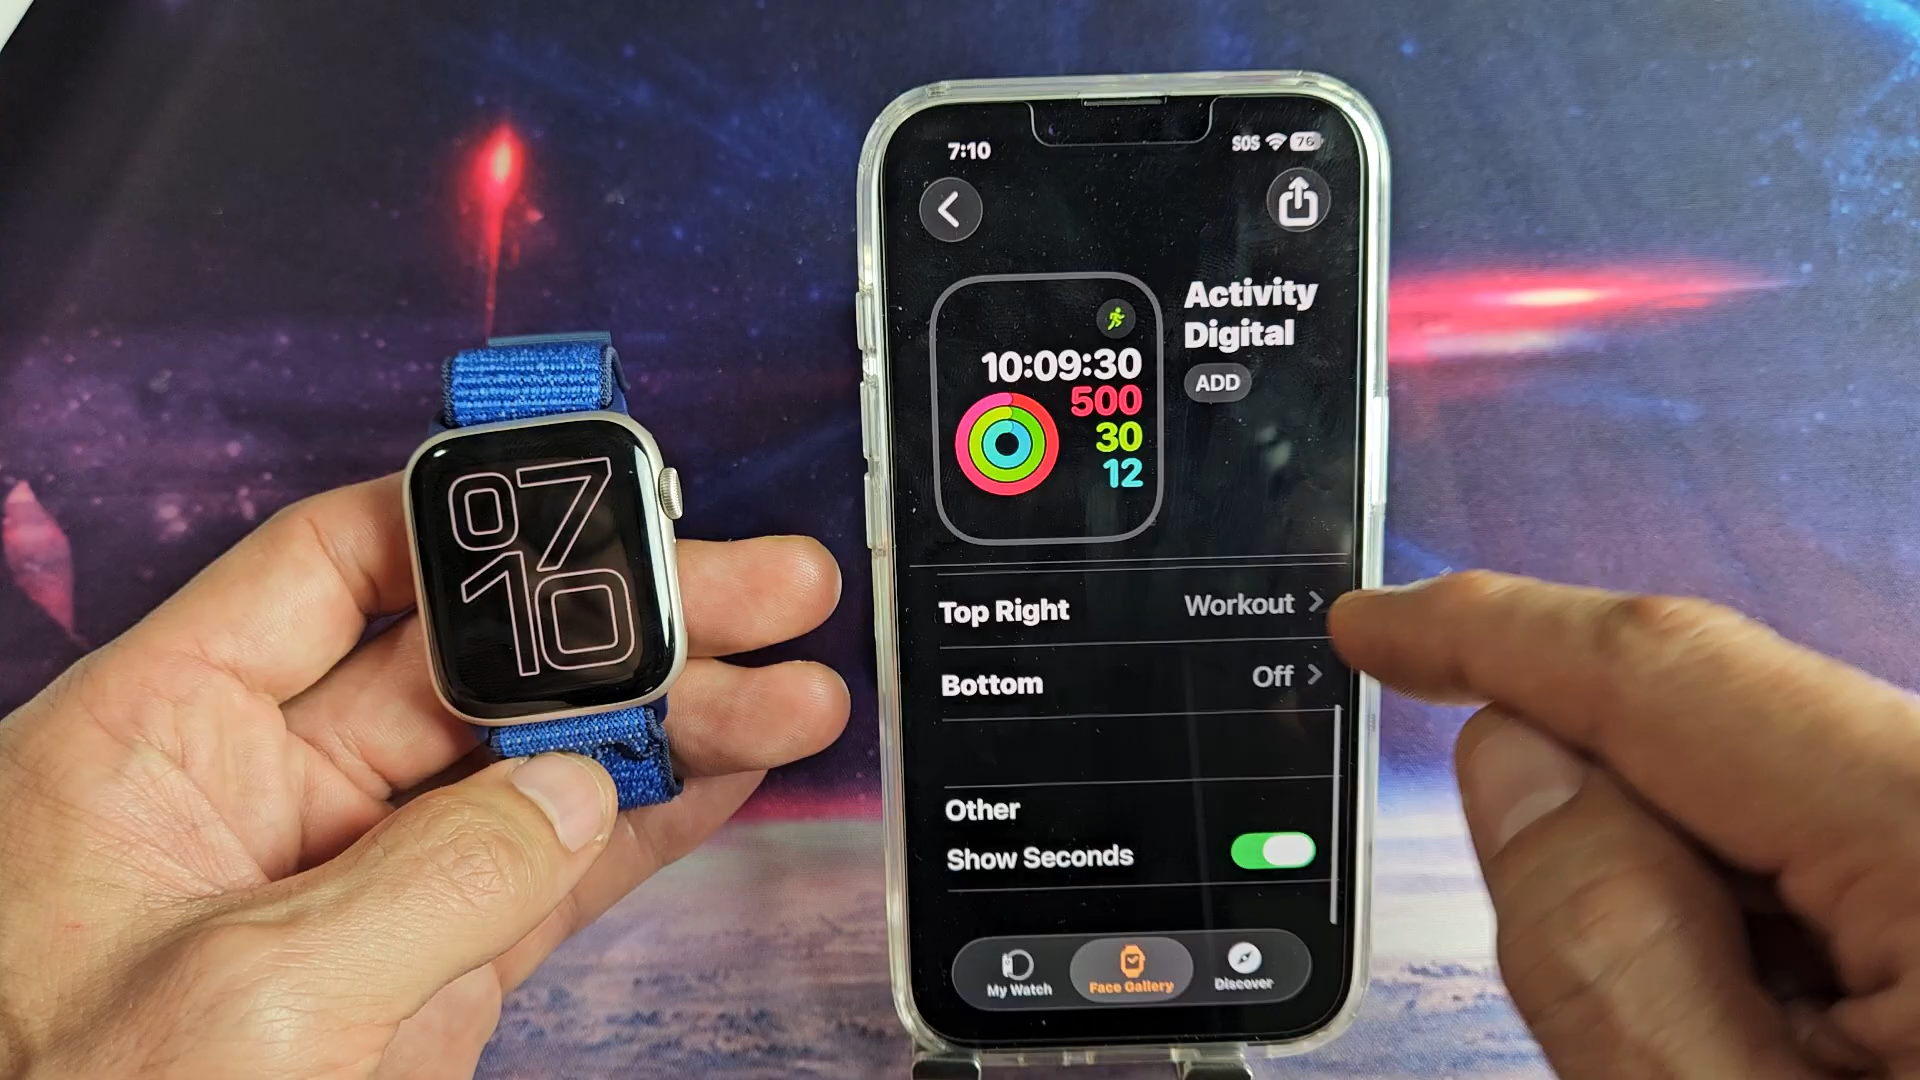 07
10
7:10
SOS
76
Activity
Digital
ADD
10:09:30
500
30
12
Top Right
Workout
Bottom
Off
Other
Show Seconds
My Watch
Face Gallery
Discover